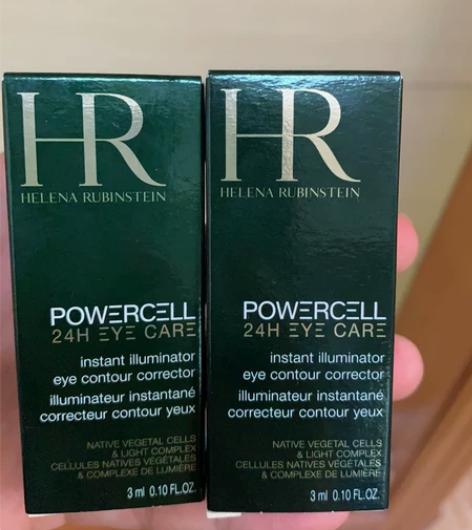 HR
HELENA RUBINSTEIN
POWERCELL
24H EYE CARE
instant illuminator
eye contour corrector
illuminateur instantané
correcteur contour yeux
NATIVE VEGETAL CELLS
& LIGHT COMPLEX
CELLULES NATIVES VÉGÉTALES
& COMPLEXE DE LUMIÈRE
3 ml 0.10 FL.OZ.
HR
HELENA RUBINSTEIN
POWERCELL
24H EYE CARE
instant illuminator
eye contour corrector
illuminateur instantané
correcteur contour yeux
NATIVE VEGETAL CELLS
& LIGHT COMPLEX
CELLULES NATIVES VÉGÉTALES
& COMPLEXE DE LUMIÈRE
3 ml 0.10 FL.OZ.